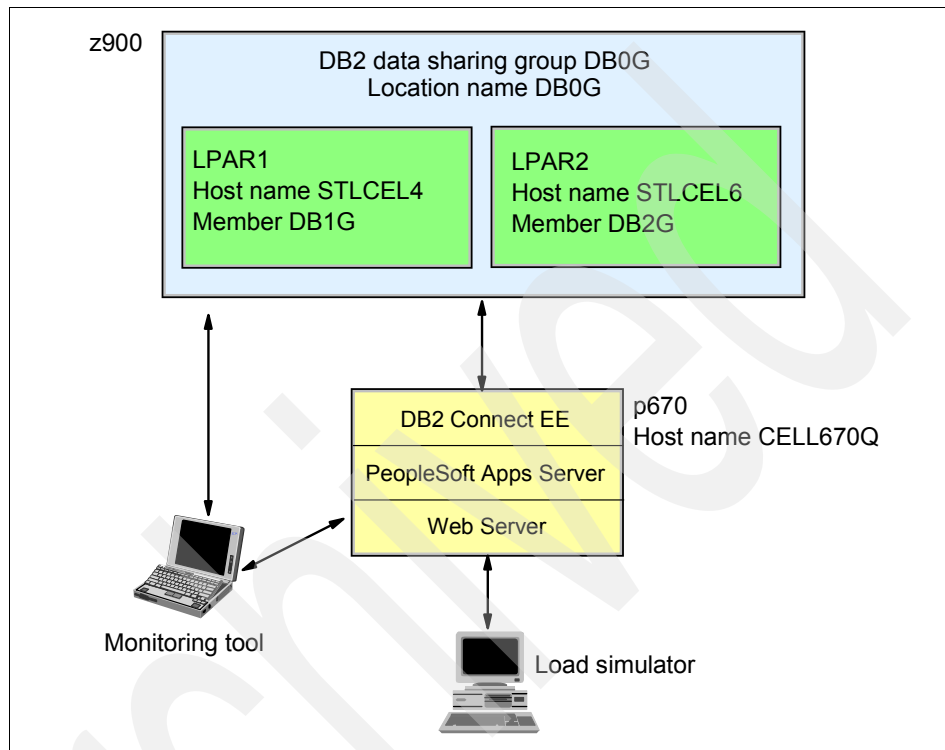 z900
DB2 data sharing group DB0G
Location name DB0G
LPAR1
Host name STLCEL4
Member DB1G
LPAR2
Host name STLCEL6
Member DB2G
DB2 Connect EE
PeopleSoft Apps Server
Web Server
p670
Host name CELL670Q
Monitoring tool
Load simulator